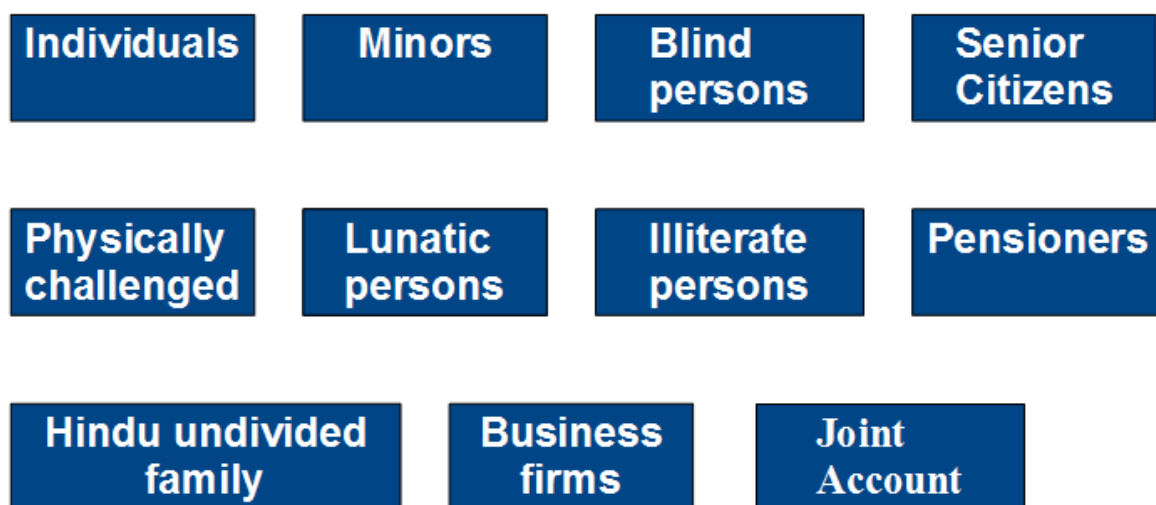 Individuals
Minors
Blind
persons
Senior
Citizens
Physically
challenged
Lunatic
persons
Illiterate
persons
Pensioners
Hindu undivided
family
Business
firms
Joint
Account